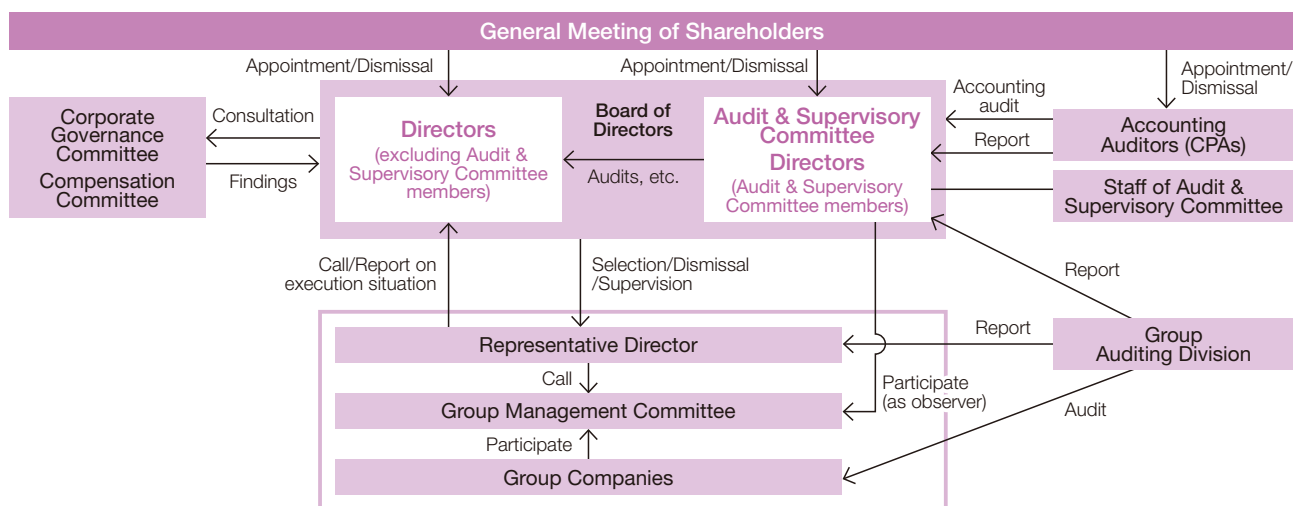 General Meeting of Shareholders
Appointment/Dismissal
Appointment/Dismissal
Appointment/
Dismissal
Corporate
Governance
Committee
Compensation
Committee
Consultation
Findings
Directors
(excluding Audit &
Supervisory Committee
members)
Board of
Directors
Audits, etc.
Audit & Supervisory
Committee
Directors
(Audit & Supervisory
Committee members)
Accounting
audit
Report
Accounting
Auditors (CPAs)
Staff of Audit &
Supervisory Committee
Call/Report on
execution situation
Selection/Dismissal
/Supervision
Report
Representative Director
Report
Group
Auditing Division
Call
Group Management Committee
Participate
(as observer)
Audit
Participate
Group Companies